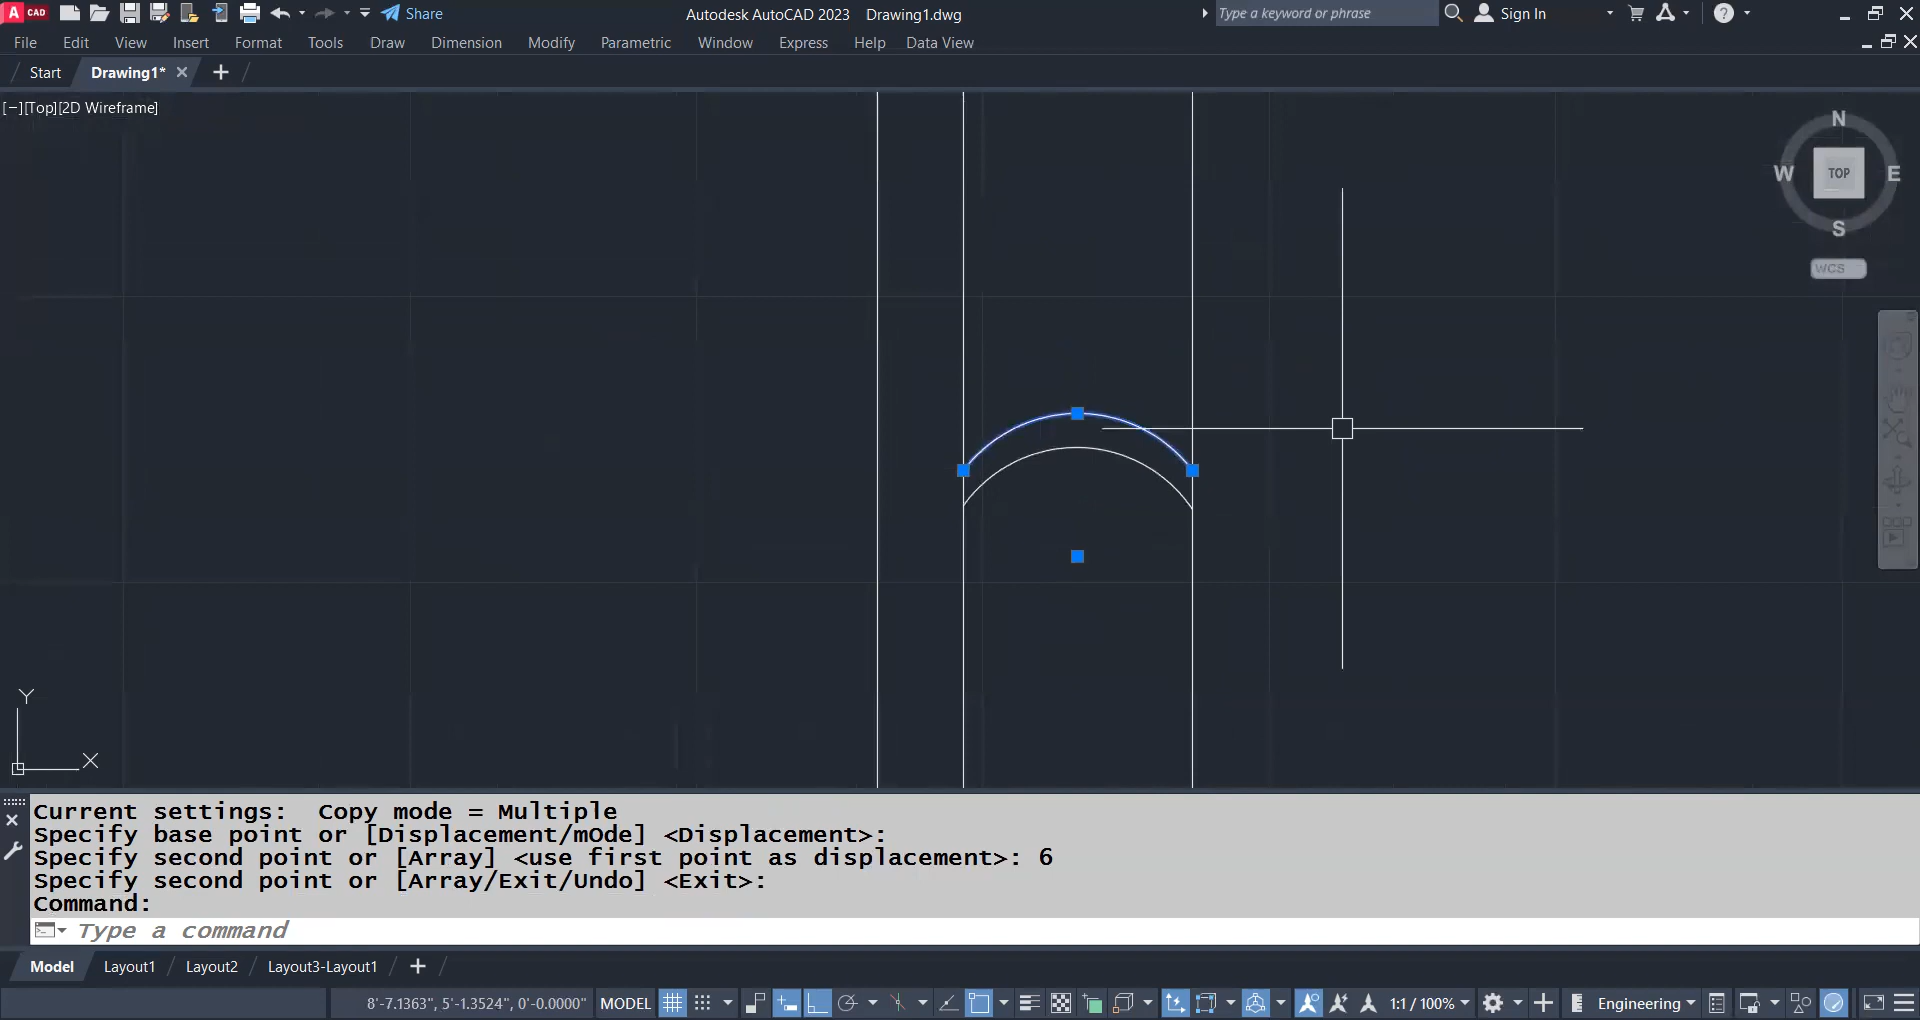 A CAD Share Autodesk AutoCAD 2023 Drawing1.dwg Type a keyword or phrase Sign In
File Edit View Insert Format Tools Draw Dimension Modify Parametric Window Express Help Data View
Start Drawing1* +
[−][Top][2D Wireframe]
N
W TOP E
S
WCS
Y
X
Current settings:  Copy mode = Multiple
Specify base point or [Displacement/mOde] <Displacement>:
Specify second point or [Array] <use first point as displacement>: 6
Specify second point or [Array/Exit/Undo] <Exit>:
Command:
Type a command
Model Layout1 Layout2 Layout3-Layout1 +
8'-7.1363", 5'-1.3524", 0'-0.0000" MODEL 1:1 / 100% Engineering